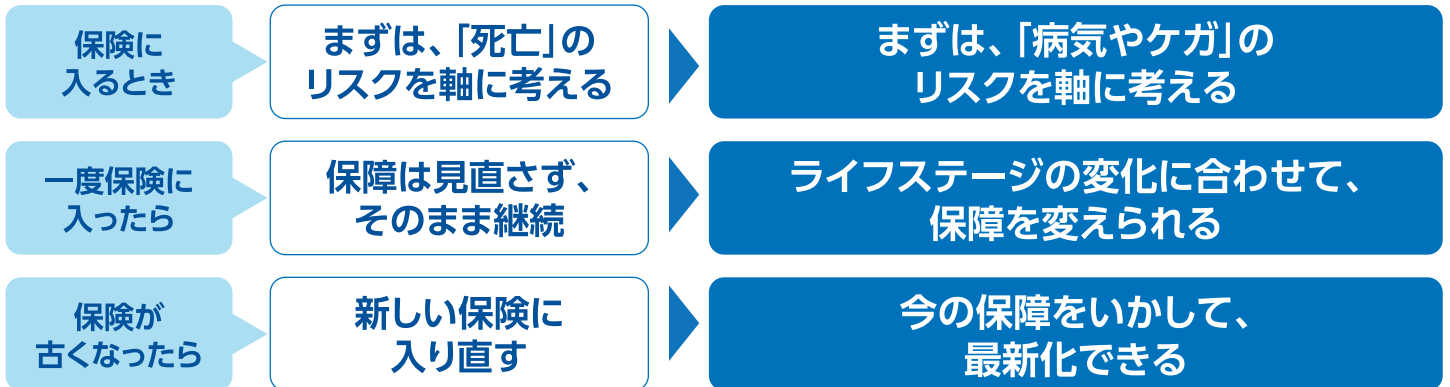 保険に
入るとき
まずは、「死亡」の
リスクを軸に考える
まずは、「病気やケガ」の
リスクを軸に考える
一度保険に
入ったら
保障は見直さず、
そのまま継続
ライフステージの変化に合わせて、
保障を変えられる
保険が
古くなったら
新しい保険に
入り直す
今の保障をいかして、
最新化できる